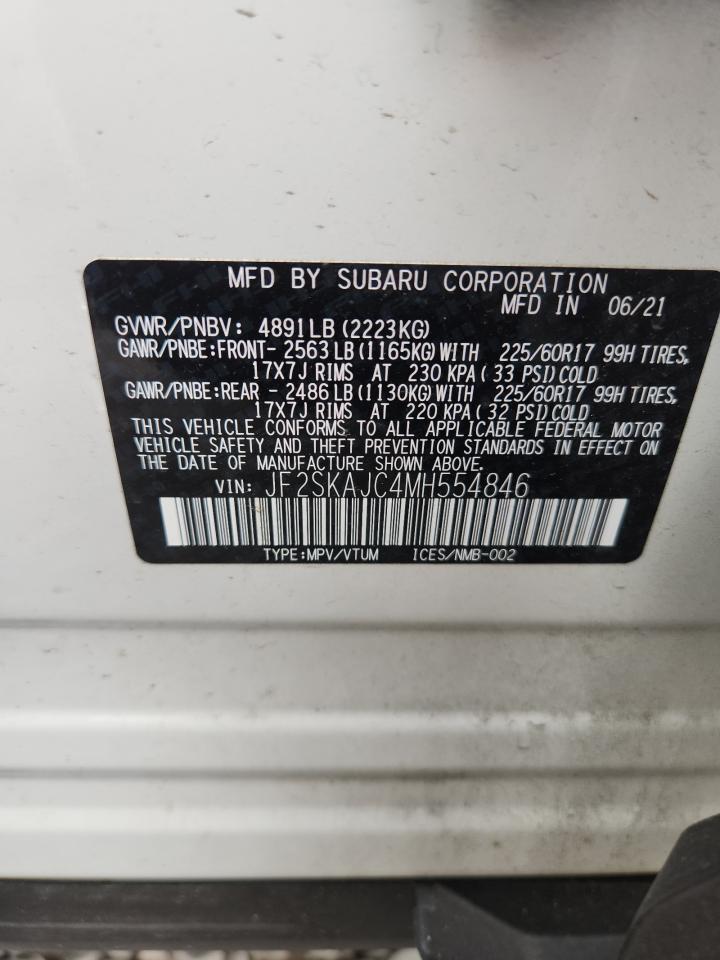 MFD BY SUBARU CORPORATION
MFD IN 06/21
GVWR/PNBV: 4891LB (2223KG)
GAWR/PNBE:FRONT- 2563LB (1165KG) WITH 225/60R17 99H TIRES,
17X7J RIMS AT 230 KPA ( 33 PSI) COLD
GAWR/PNBE:REAR - 2486LB (1130KG) WITH 225/60R17 99H TIRES,
17X7J RIMS AT 220 KPA ( 32 PSI) COLD
THIS VEHICLE CONFORMS TO ALL APPLICABLE FEDERAL MOTOR
VEHICLE SAFETY AND THEFT PREVENTION STANDARDS IN EFFECT ON
THE DATE OF MANUFACTURE SHOWN ABOVE.
VIN: JF2SKAJC4MH554846
TYPE:MPV/VTUM ICES/NMB-002